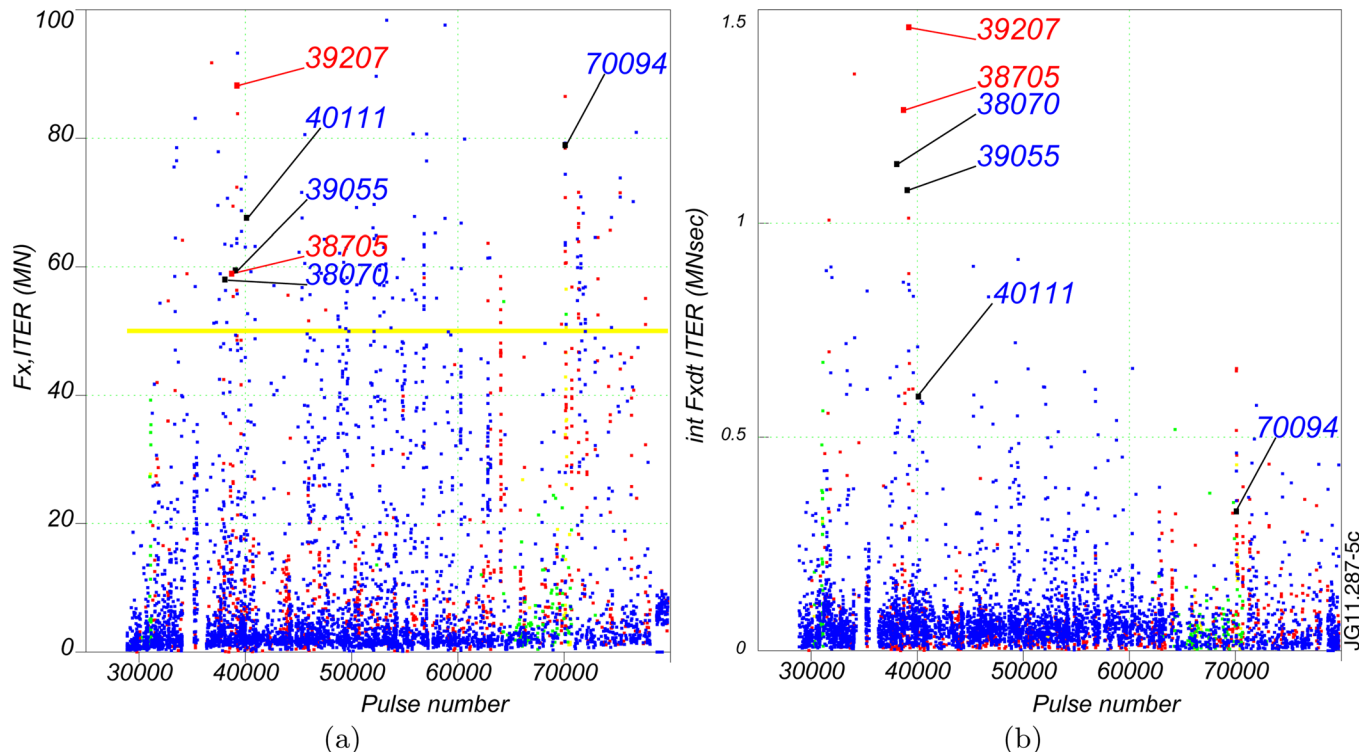 100
80
60
40
20
0
Fx,ITER (MN)
39207
40111
39055
38705
38070
70094
30000 40000 50000 60000 70000
Pulse number
(a)
1.5
1
0.5
0
int Fxdt ITER (MNsec)
39207
38705
38070
39055
40111
70094
30000 40000 50000 60000 70000
Pulse number
JG11.287-5c
(b)